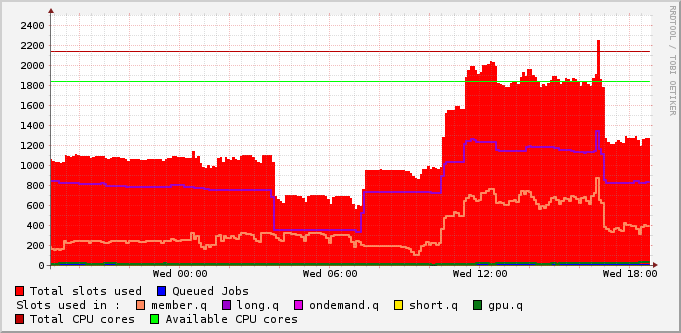 RRDTOOL / TOBI OETIKER
2400
2200
2000
1800
1600
1400
1200
1000
800
600
400
200
0
Wed 00:00 Wed 06:00 Wed 12:00 Wed 18:00
Total slots used Queued Jobs
Slots used in : member.q long.q ondemand.q short.q gpu.q
Total CPU cores Available CPU cores